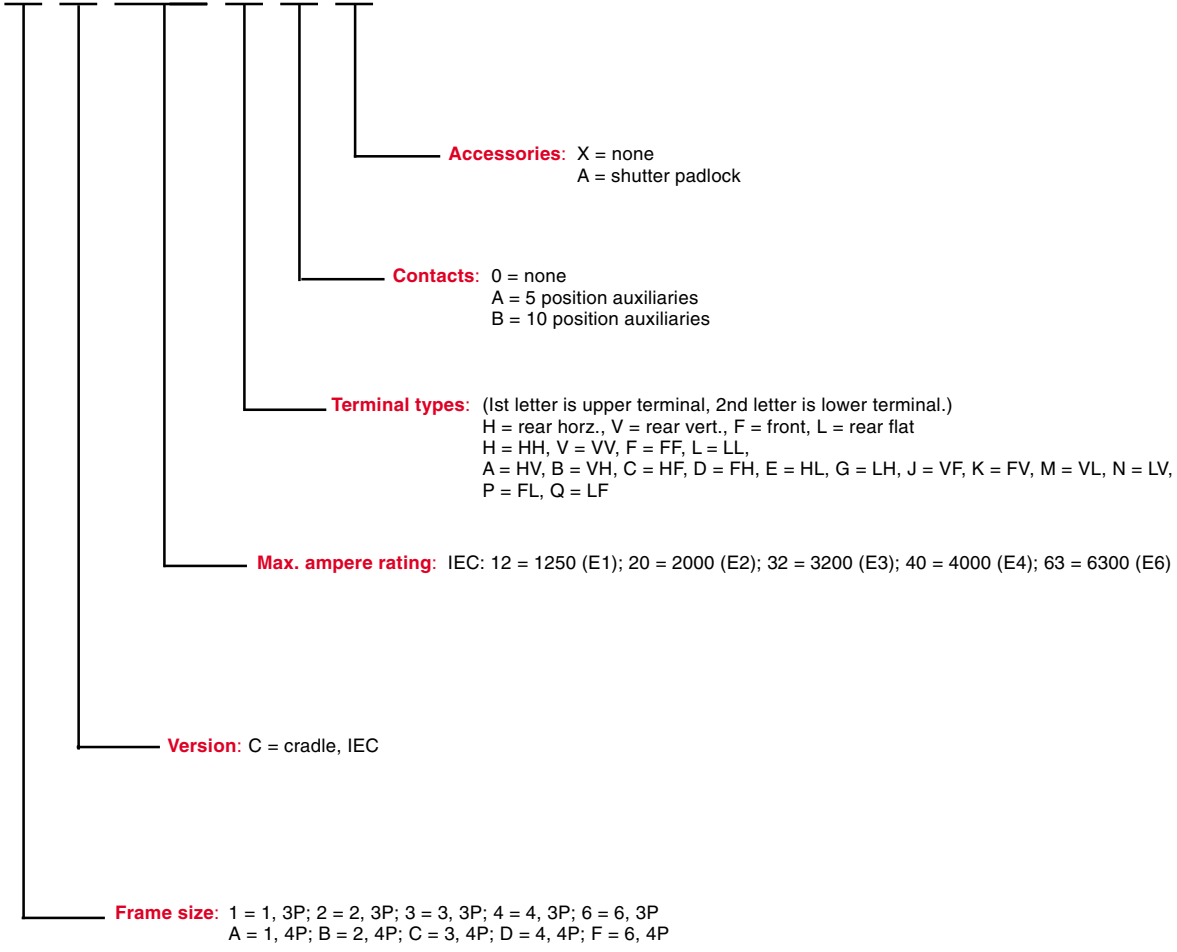 Accessories: X = none
A = shutter padlock
Contacts: 0 = none
A = 5 position auxiliaries
B = 10 position auxiliaries
Terminal types: (Ist letter is upper terminal, 2nd letter is lower terminal.)
H = rear horz., V = rear vert., F = front, L = rear flat
H = HH, V = VV, F = FF, L = LL,
A = HV, B = VH, C = HF, D = FH, E = HL, G = LH, J = VF, K = FV, M = VL, N = LV,
P = FL, Q = LF
Max. ampere rating: IEC: 12 = 1250 (E1); 20 = 2000 (E2); 32 = 3200 (E3); 40 = 4000 (E4); 63 = 6300 (E6)
Version: C = cradle, IEC
Frame size: 1 = 1, 3P; 2 = 2, 3P; 3 = 3, 3P; 4 = 4, 3P; 6 = 6, 3P
A = 1, 4P; B = 2, 4P; C = 3, 4P; D = 4, 4P; F = 6, 4P